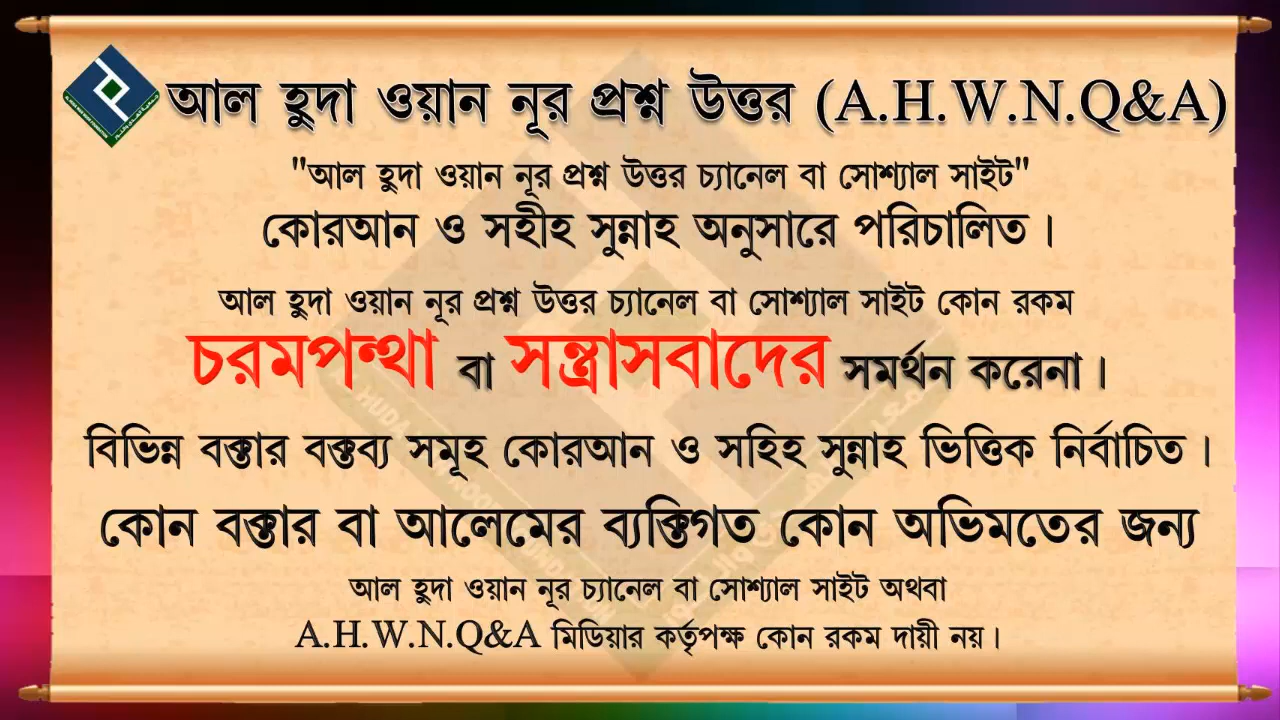 আল হুদা ওয়ান নূর প্রশ্ন উত্তর (A.H.W.N.Q&A)
"আল হুদা ওয়ান নূর প্রশ্ন উত্তর চ্যানেল বা সোশ্যাল সাইট"
কোরআন ও সহীহ সুন্নাহ অনুসারে পরিচালিত।
আল হুদা ওয়ান নূর প্রশ্ন উত্তর চ্যানেল বা সোশ্যাল সাইট কোন রকম
চরমপন্থা বা সন্ত্রাসবাদের সমর্থন করেনা।
বিভিন্ন বক্তার বক্তব্য সমূহ কোরআন ও সহিহ সুন্নাহ ভিত্তিক নির্বাচিত।
কোন বক্তার বা আলেমের ব্যক্তিগত কোন অভিমতের জন্য
আল হুদা ওয়ান নূর চ্যানেল বা সোশ্যাল সাইট অথবা
A.H.W.N.Q&A মিডিয়ার কর্তৃপক্ষ কোন রকম দায়ী নয়।